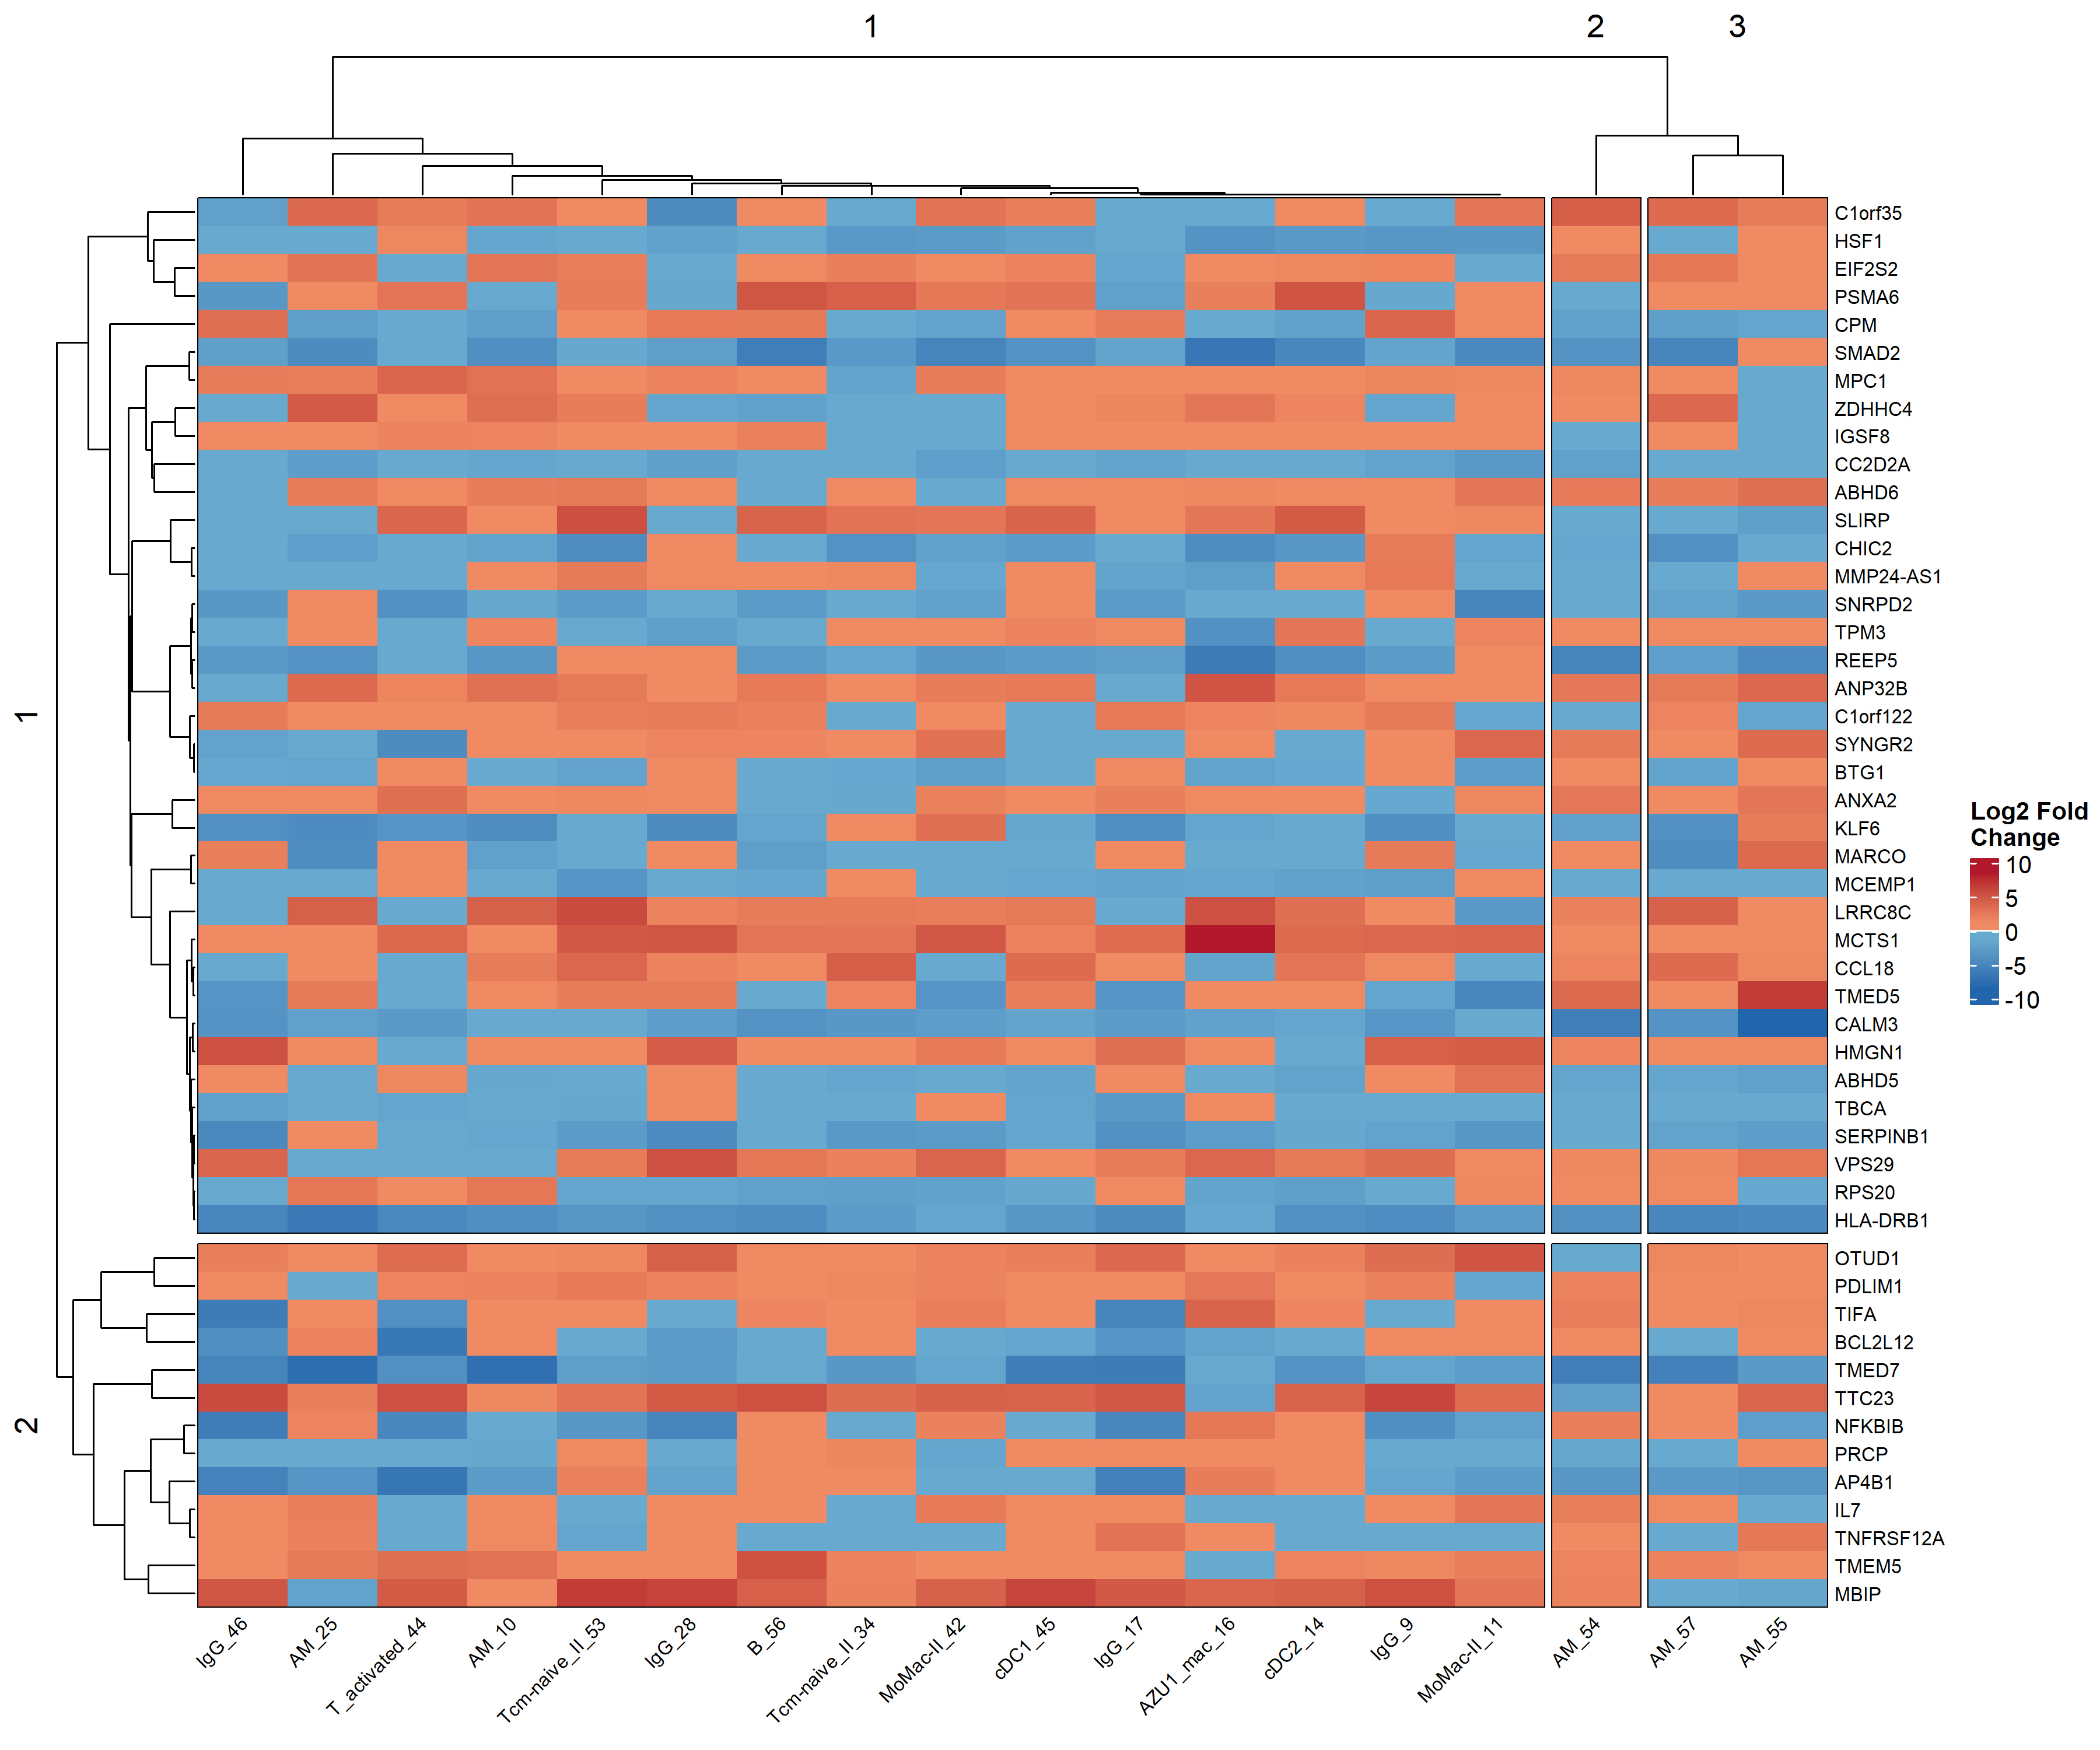 1
2
3
1
2
C1orf35
HSF1
EIF2S2
PSMA6
CPM
SMAD2
MPC1
ZDHHC4
IGSF8
CC2D2A
ABHD6
SLIRP
CHIC2
MMP24-AS1
SNRPD2
TPM3
REEP5
ANP32B
C1orf122
SYNGR2
BTG1
ANXA2
KLF6
MARCO
MCEMP1
LRRC8C
MCTS1
CCL18
TMED5
CALM3
HMGN1
ABHD5
TBCA
SERPINB1
VPS29
RPS20
HLA-DRB1
OTUD1
PDLIM1
TIFA
BCL2L12
TMED7
TTC23
NFKBIB
PRCP
AP4B1
IL7
TNFRSF12A
TMEM5
MBIP
IgG_46
AM_25
T_activated_44
AM_10
Tcm-naive_II_53
IgG_28
B_56
Tcm-naive_II_34
MoMac-II_42
cDC1_45
IgG_17
AZU1_mac_16
cDC2_14
IgG_9
MoMac-II_11
AM_54
AM_57
AM_55
Log2 Fold
Change
10
5
0
-5
-10